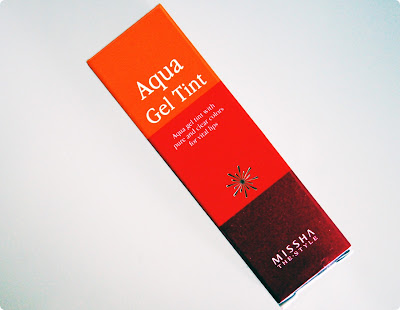 Aqua
Gel Tint
Aqua gel tint with
pure and clear colors
for vital lips
MISSHA
THE STYLE